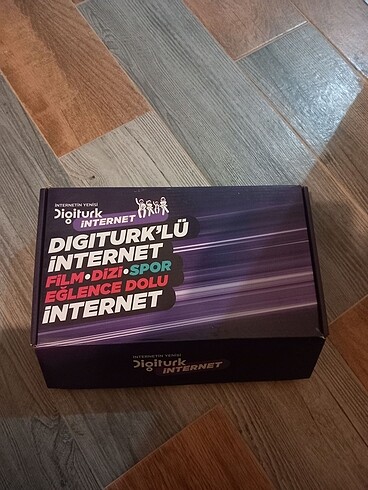 İNTERNETİN YENİSİ
Digiturk
İNTERNET
DIGITURK'LÜ
İNTERNET
FİLM•DİZİ•SPOR
EĞLENCE DOLU
İNTERNET
İNTERNETİN YENİSİ
Digiturk
İNTERNET